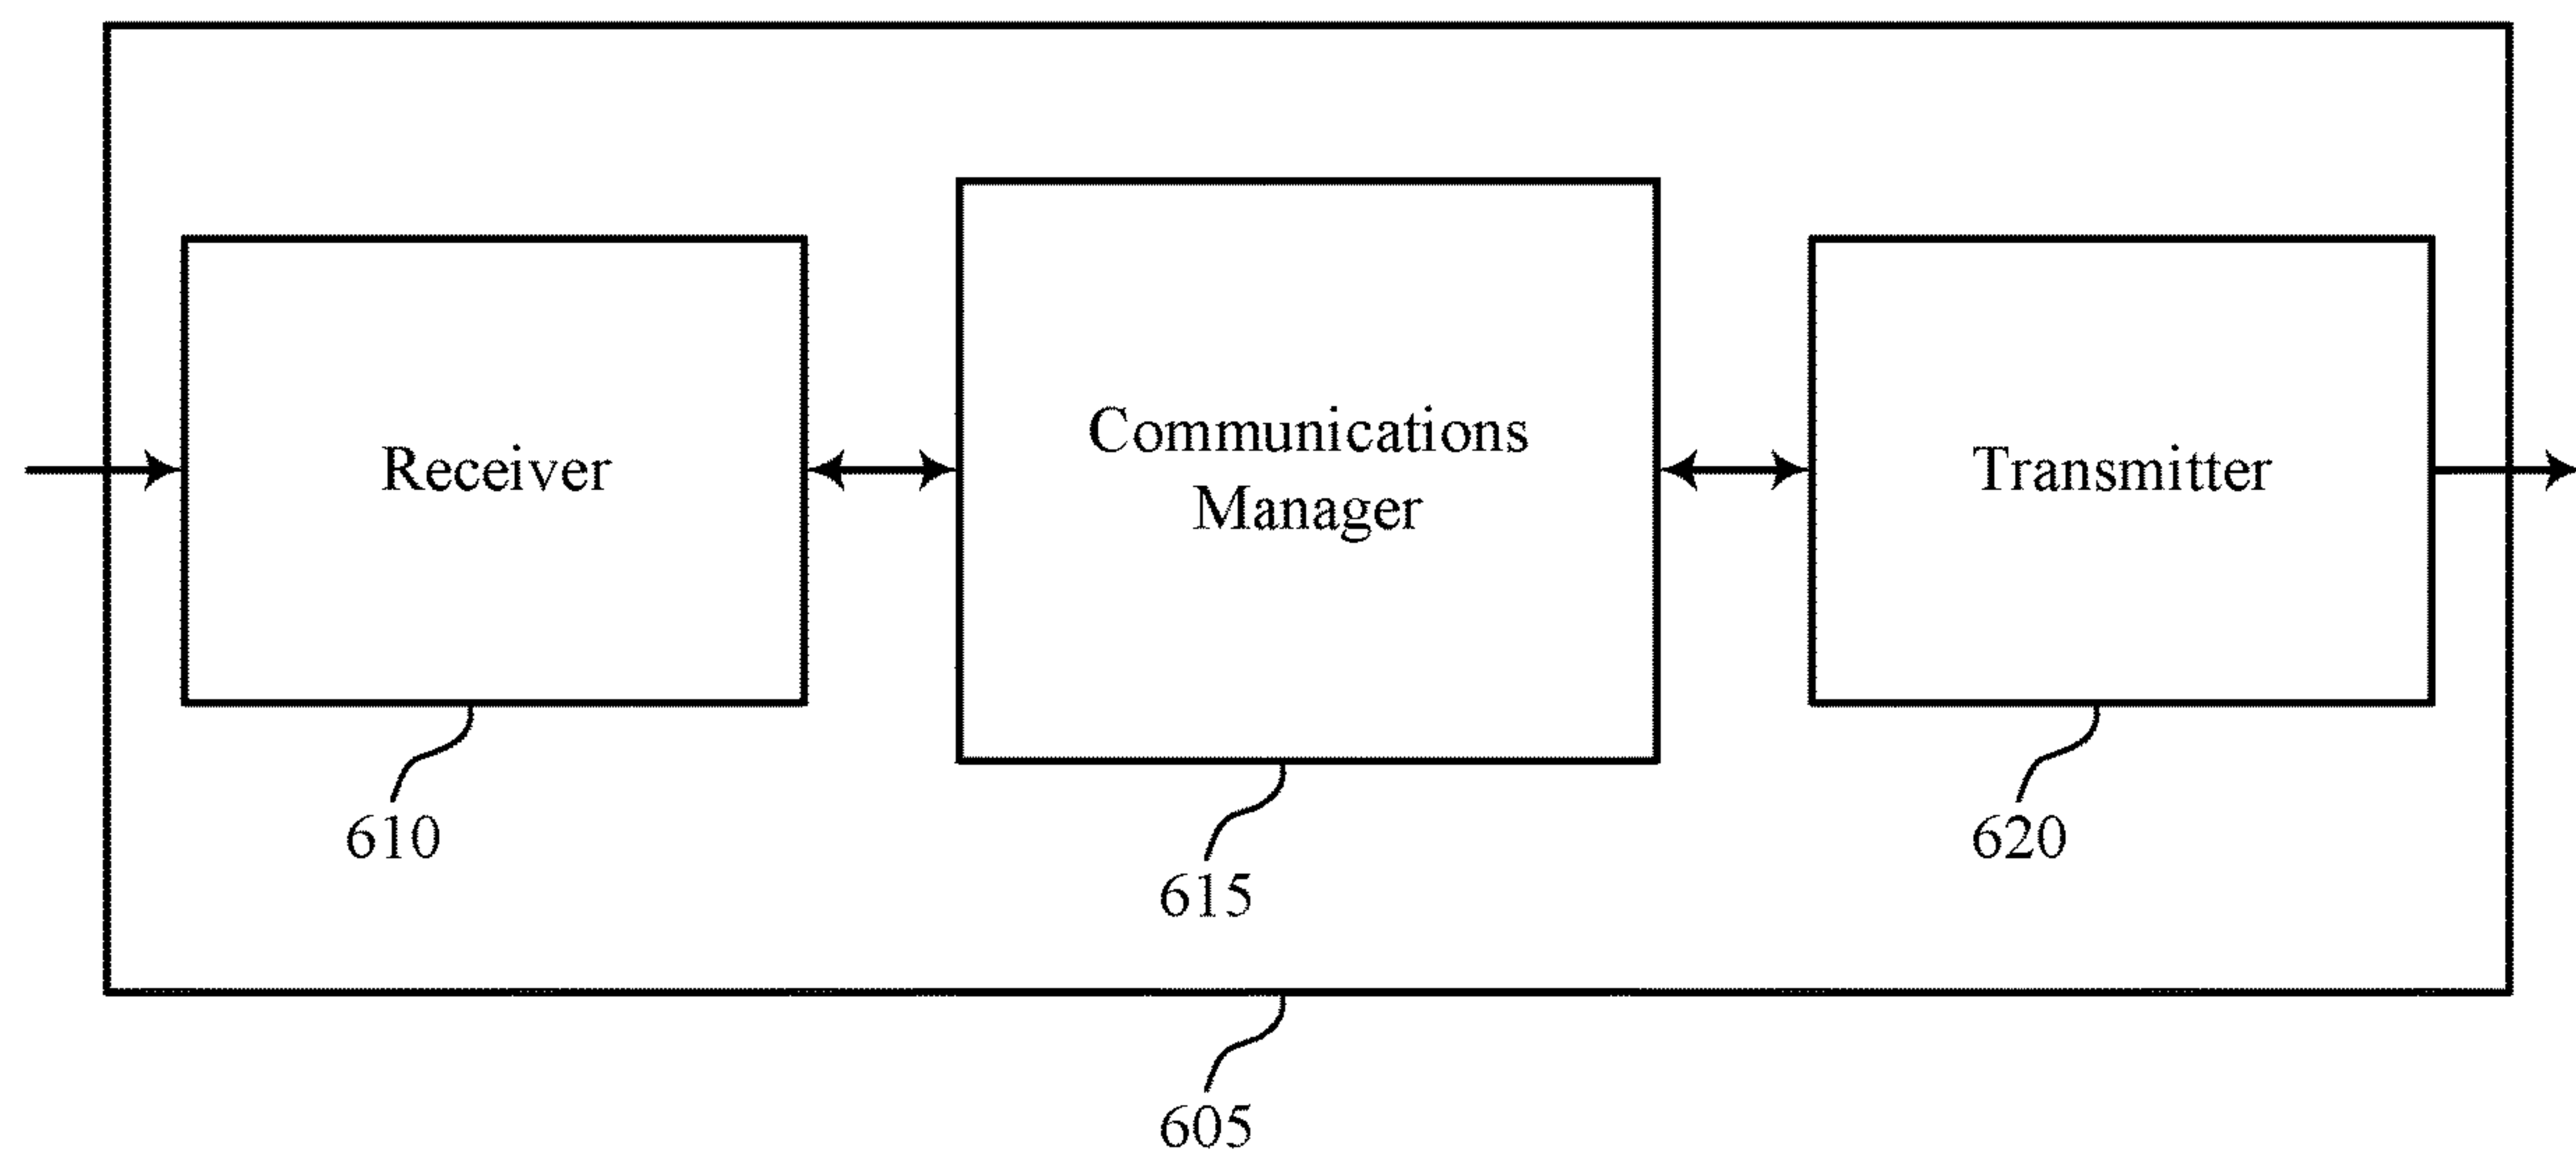 Receiver
Communications
Manager
Transmitter
610
615
620
605